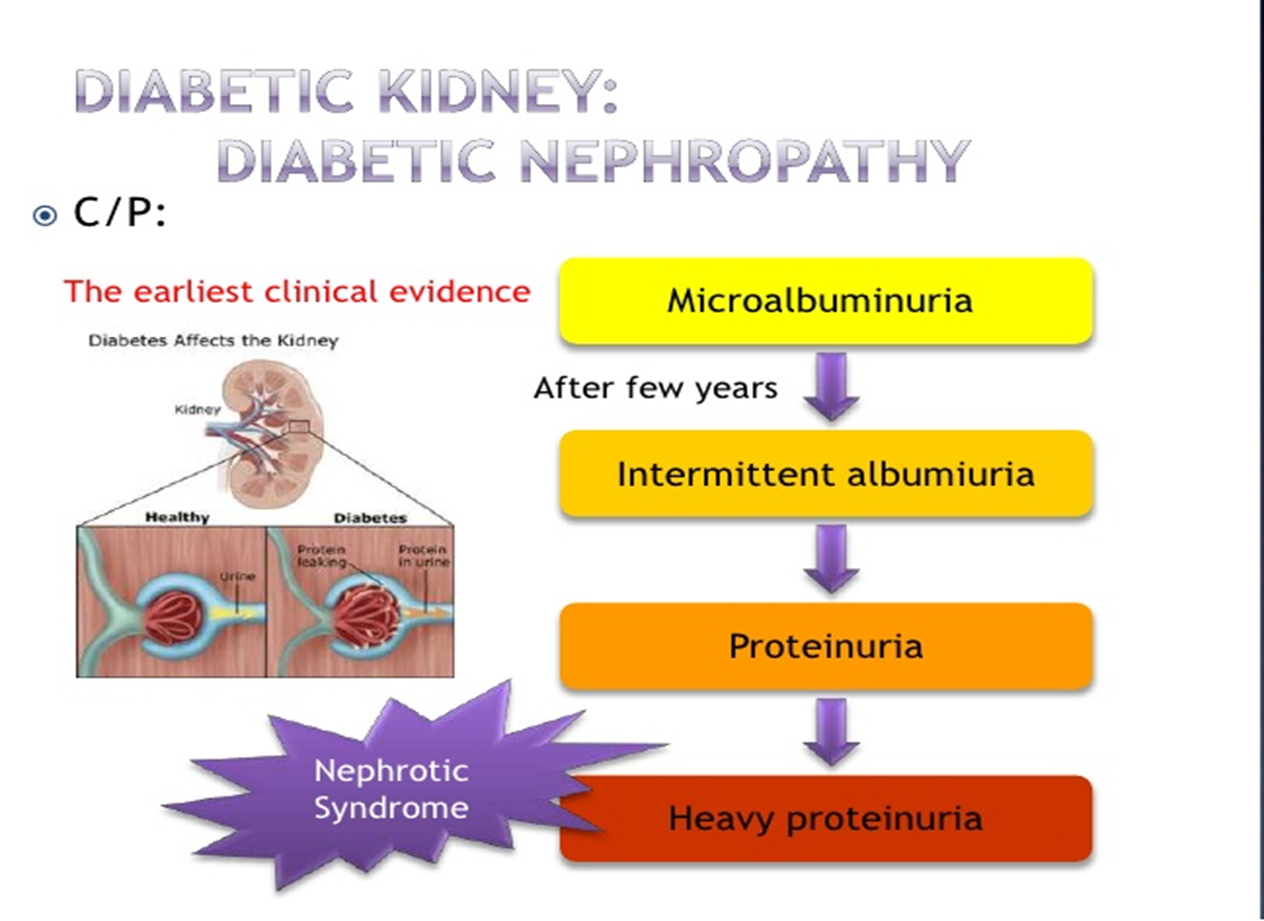 DIABETIC KIDNEY:
DIABETIC NEPHROPATHY
C/P:
The earliest clinical evidence
Microalbuminuria
After few years
Intermittent albumiuria
Proteinuria
Heavy proteinuria
Nephrotic
Syndrome
Diabetes Affects the Kidney
Kidney
Healthy
Diabetes
Urine
Protein
leaking
Protein
in urine